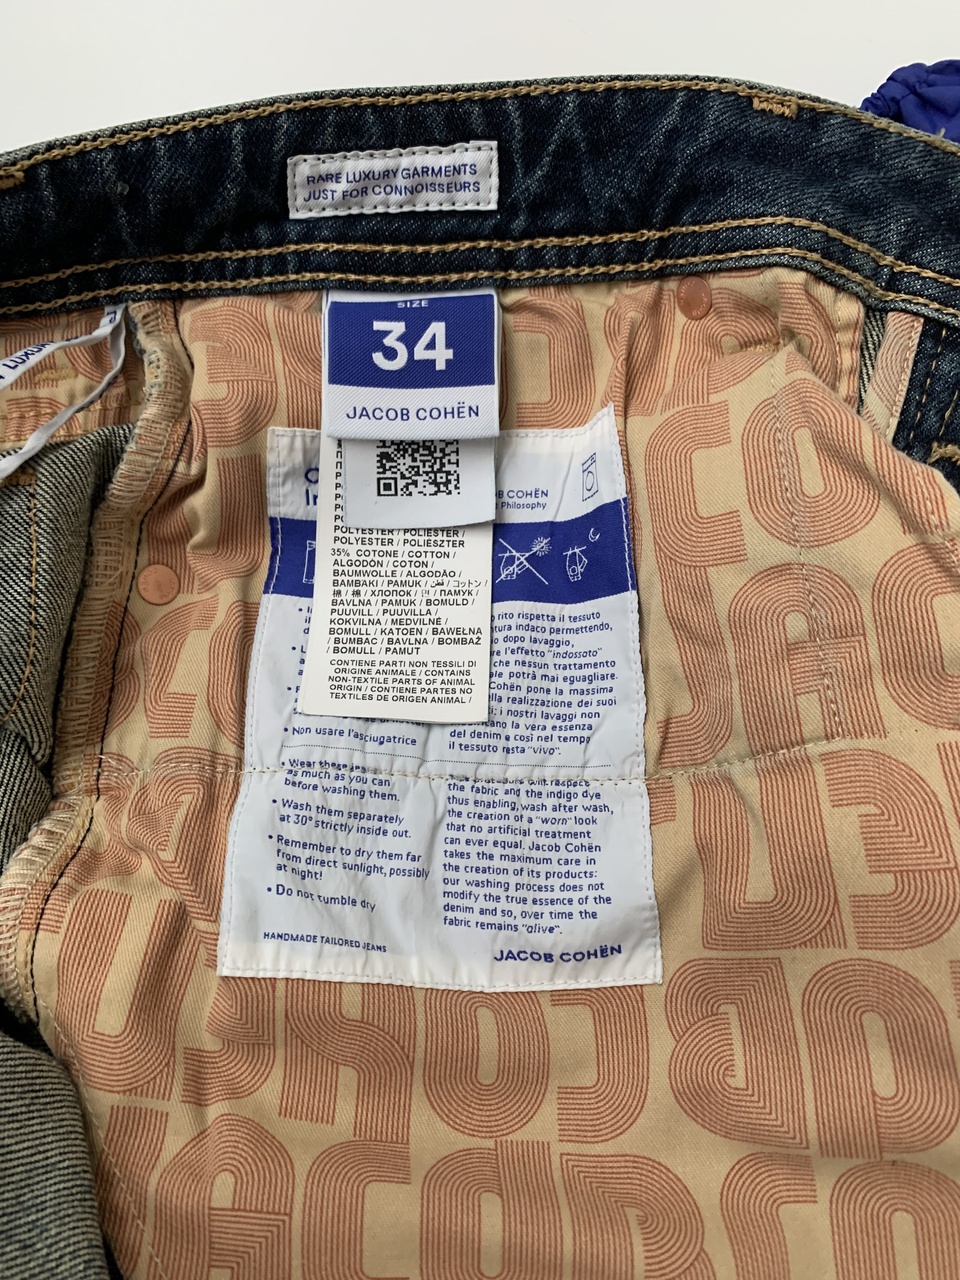 RARE LUXURY GARMENTS
JUST FOR CONNOISSEURS
SIZE
34
JACOB COHËN
POLYESTER / POLIESTER /
POLYESTER / POLIÉSZTER
35% COTONE / COTTON /
ALGODÓN / COTON /
BAUMWOLLE / ALGODÃO /
BAMBAKI / PAMUK / قطن / コットン /
棉 / 棉 / ХЛОПОК / 면 / ПАМУК /
BAVLNA / PAMUK / BOMULD /
PUUVILL / PUUVILLA /
KOKVILNA / MEDVILNĖ /
BOMULL / KATOEN / BAWEŁNA
/ BUMBAC / BAVLNA / BOMBAŻ
/ BOMULL / PAMUT
CONTIENE PARTI NON TESSILI DI
ORIGINE ANIMALE / CONTAINS
NON-TEXTILE PARTS OF ANIMAL
ORIGIN / CONTIENE PARTES NO
TEXTILES DE ORIGEN ANIMAL /
COHËN
Philosophy
rito rispetta il tessuto
indaco permettendo,
dopo lavaggio,
l'effetto "indossato"
che nessun trattamento
potrà mai eguagliare.
Cohën pone la massima
realizzazione dei suoi
i nostri lavaggi non
la vera essenza
del denim e così nel tempo
il tessuto resta "vivo".
• Non usare l'asciugatrice
• Wear these
as much as you can
before washing them.
• Wash them separately
at 30° strictly inside out.
• Remember to dry them far
from direct sunlight, possibly
at night!
• Do not tumble dry
will respect
the fabric and the indigo dye
thus enabling, wash after wash,
the creation of a "worn" look
that no artificial treatment
can ever equal. Jacob Cohën
takes the maximum care in
the creation of its products:
our washing process does not
modify the true essence of the
denim and so, over time the
fabric remains "alive".
HANDMADE TAILORED JEANS
JACOB COHËN